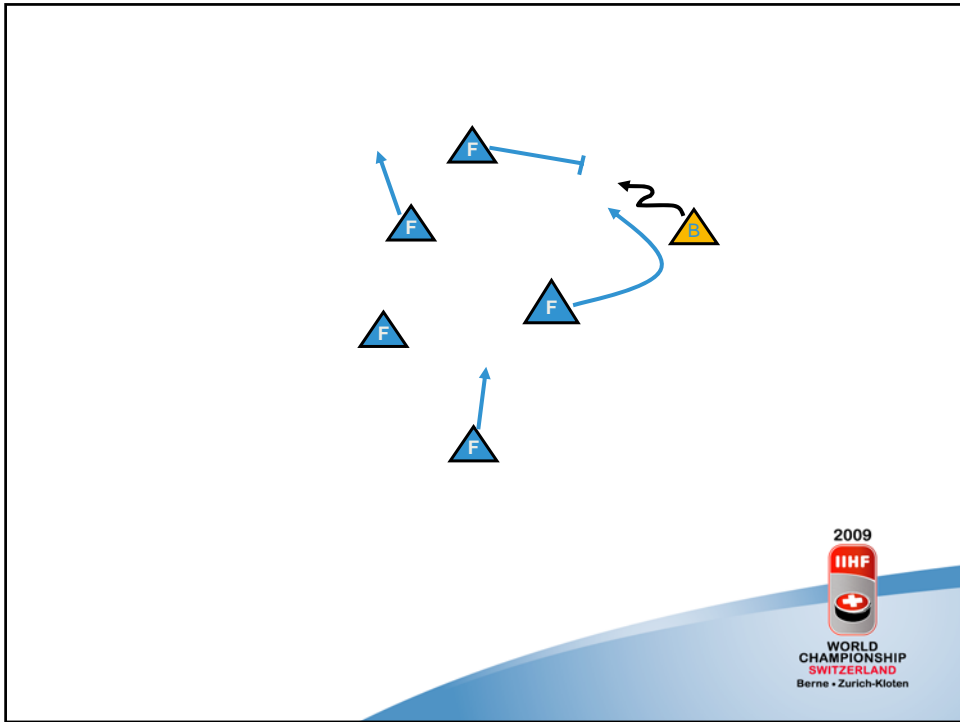 F
F
B
F
F
F
2009
IIHF
WORLD
CHAMPIONSHIP
SWITZERLAND
Berne • Zurich-Kloten